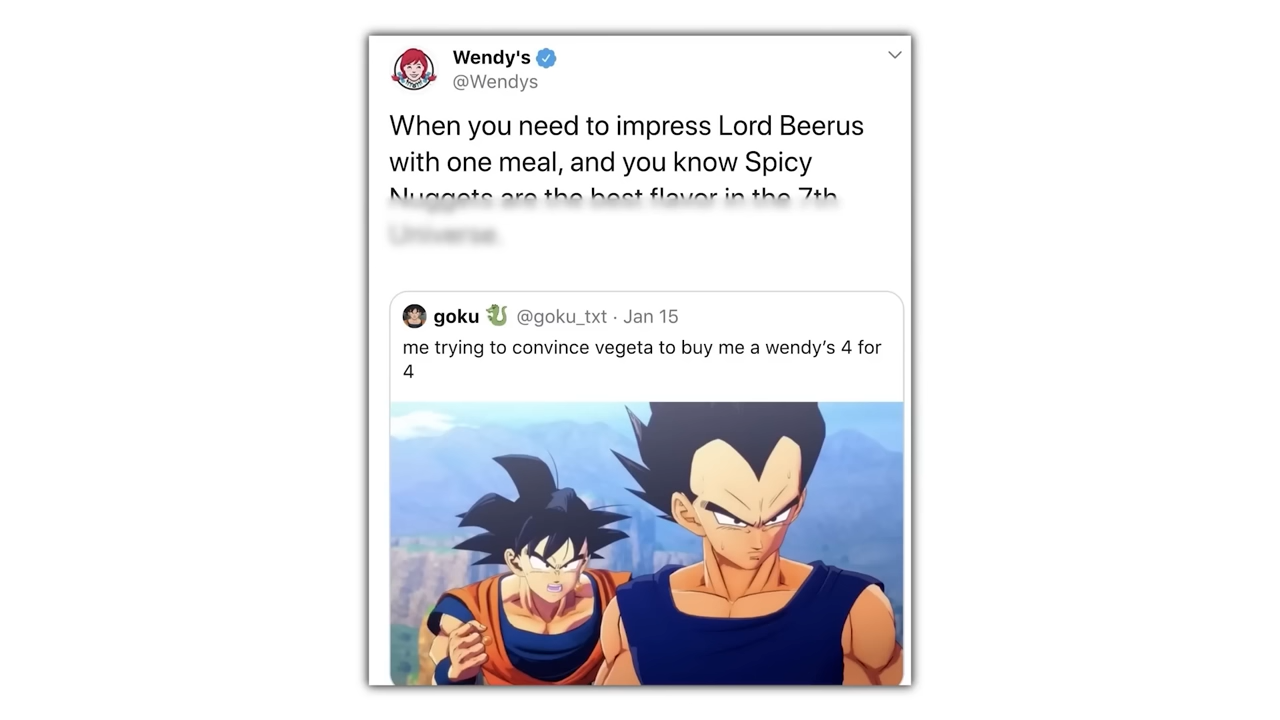 Wendy's
@Wendys
When you need to impress Lord Beerus
with one meal, and you know Spicy
Nuggets are the best flavor in the 7th
goku 🐉 @goku_txt · Jan 15
me trying to convince vegeta to buy me a wendy’s 4 for
4